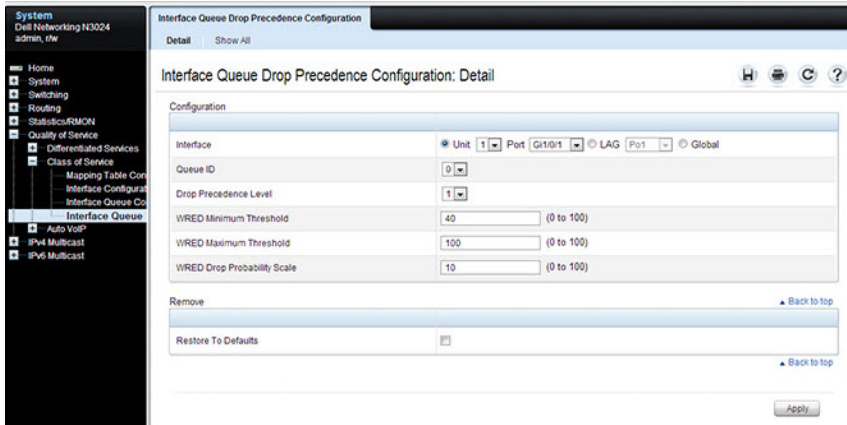 System
Dell Networking N3024
admin, r/w
Home
System
Switching
Routing
Statistics/RMON
Quality of Service
Differentiated Services
Class of Service
Mapping Table Con
Interface Configurat
Interface Queue Co
Interface Queue
Auto VoIP
IPv4 Multicast
IPv6 Multicast
Interface Queue Drop Precedence Configuration
Detail Show All
Interface Queue Drop Precedence Configuration: Detail
Configuration
Interface Unit 1 Port Gi1/0/1 LAG Po1 Global
Queue ID 0
Drop Precedence Level 1
WRED Minimum Threshold 40 (0 to 100)
WRED Maximum Threshold 100 (0 to 100)
WRED Drop Probability Scale 10 (0 to 100)
Remove Back to top
Restore To Defaults
Back to top
Apply